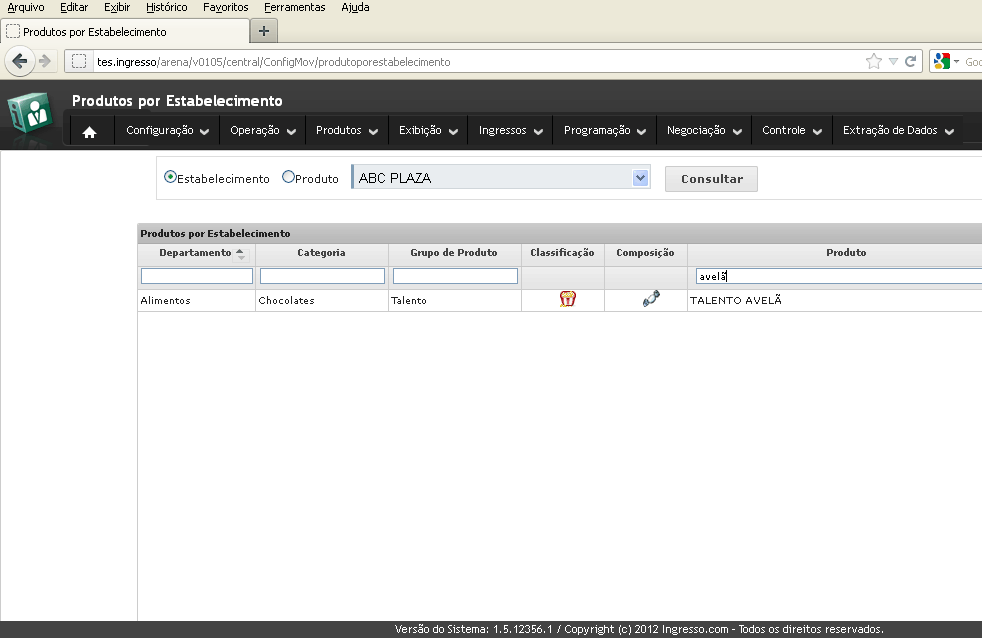 Arquivo Editar Exibir Histórico Favoritos Ferramentas Ajuda
Produtos por Estabelecimento
tes.ingresso/arena/v0105/central/ConfigMov/produtoporestabelecimento
Goo
Produtos por Estabelecimento
Configuração Operação Produtos Exibição Ingressos Programação Negociação Controle Extração de Dados
Estabelecimento Produto ABC PLAZA Consultar
Produtos por Estabelecimento
Departamento Categoria Grupo de Produto Classificação Composição Produto
avelã
Alimentos Chocolates Talento TALENTO AVELÃ
Versão do Sistema: 1.5.12356.1 / Copyright (c) 2012 Ingresso.com - Todos os direitos reservados.